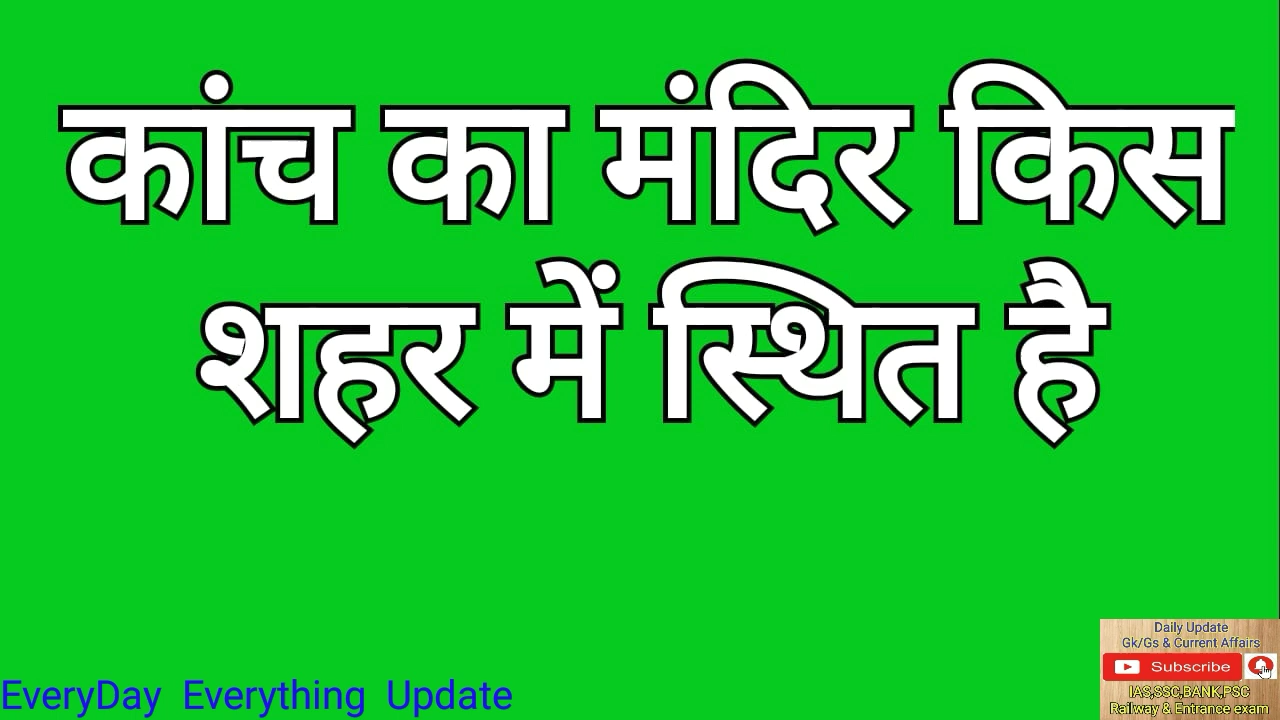 कांच का मंदिर किस
शहर में स्थित है
Daily Update
Gk/Gs & Current Affairs
Subscribe
IAS,SSC,BANK,PSC
Railway & Entrance exam
EveryDay Everything Update